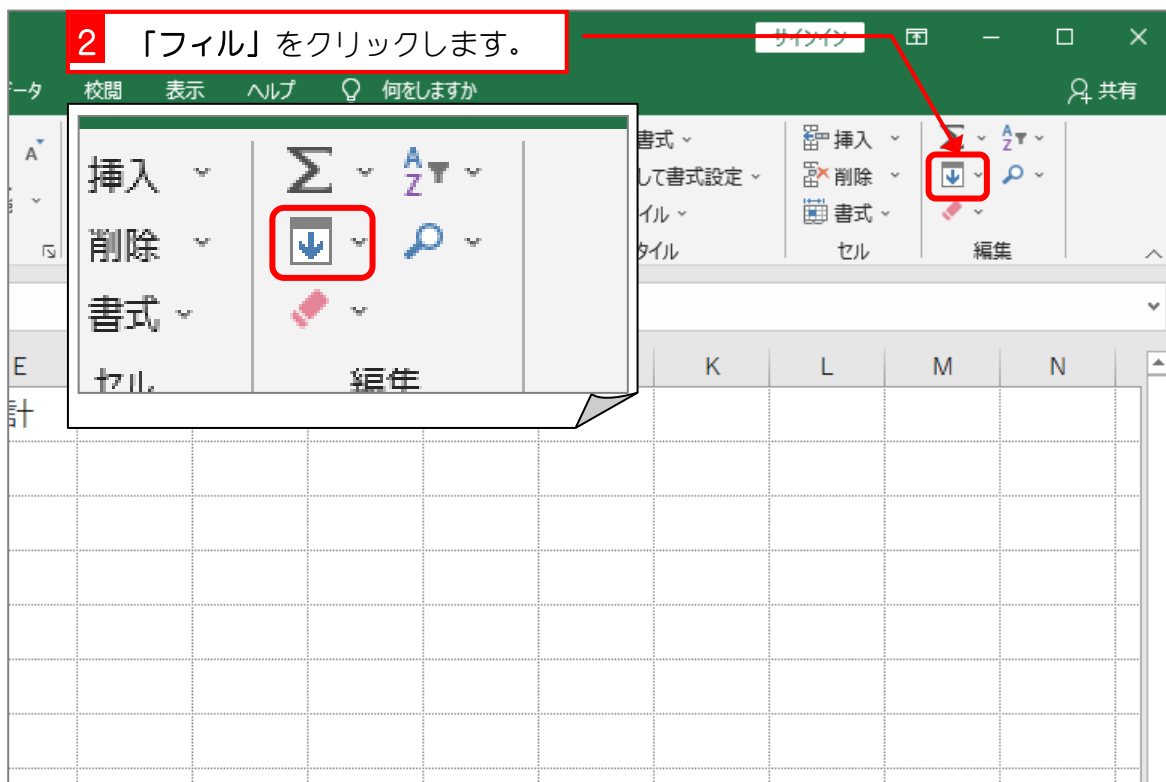 2 「フィル」をクリックします。
サインイン
ータ 校閲 表示 ヘルプ 何をしますか 共有
挿入
削除
書式
セル 編集
書式
して書式設定
イル
タイル
挿入
削除
書式
セル
編集
E K L M N
計